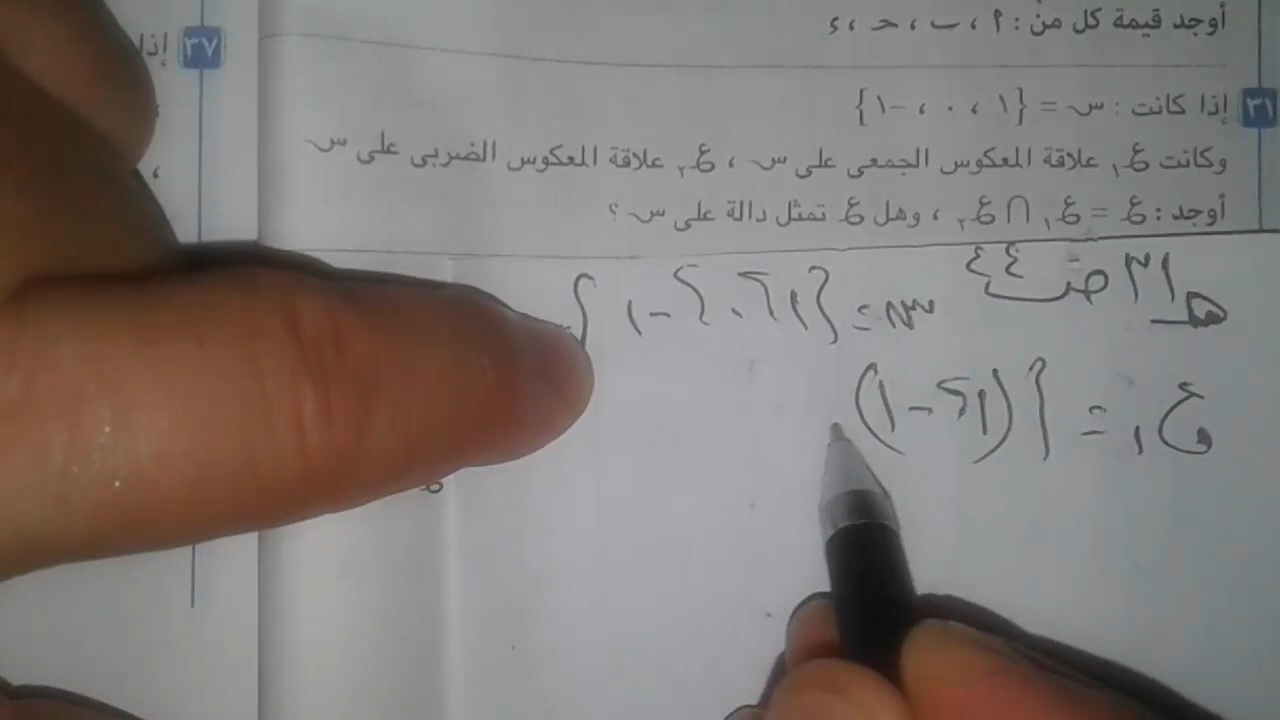 أوجد قيمة كل من : ٢ ، ب ، ح ، ء
٣١ إذا كانت : س = {١ ، ٠ ، -١}
وكانت ع١ علاقة المعكوس الجمعى على س ، ع٢ علاقة المعكوس الضربى على س
أوجد : ع = ع١ ∩ ع٢ ، وهل ع تمثل دالة على س ؟
٣٧ إذا
هـ ٣١ ص ٤٤
س = {١ ، ٠ ، -١}
ع١ = {(١ ، -١)